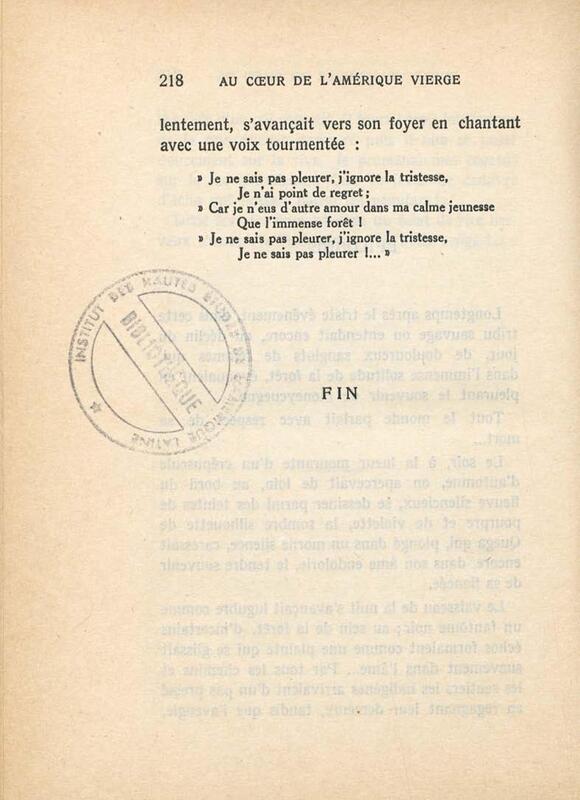 218 AU CŒUR DE L'AMÉRIQUE VIERGE
lentement, s'avançait vers son foyer en chantant
avec une voix tourmentée :
» Je ne sais pas pleurer, j'ignore la tristesse,
Je n'ai point de regret ;
» Car je n'eus d'autre amour dans ma calme jeunesse
Que l'immense forêt !
» Je ne sais pas pleurer, j'ignore la tristesse,
Je ne sais pas pleurer !... »
INSTITUT DES HAUTES ÉTUDES DE L'AMÉRIQUE LATINE
BIBLIOTHÈQUE
FIN